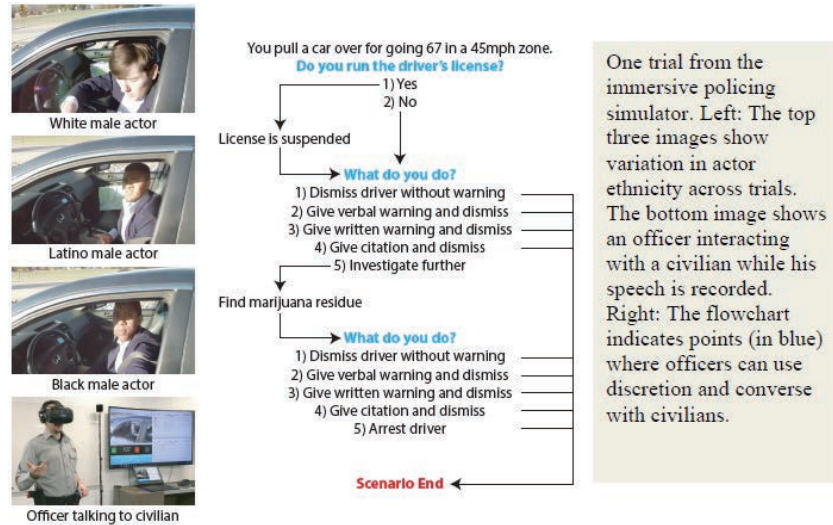 White male actor
Latino male actor
Black male actor
Officer talking to civilian
You pull a car over for going 67 in a 45mph zone.
Do you run the driver's license?
1) Yes
2) No
License is suspended
What do you do?
1) Dismiss driver without warning
2) Give verbal warning and dismiss
3) Give written warning and dismiss
4) Give citation and dismiss
5) Investigate further
Find marijuana residue
What do you do?
1) Dismiss driver without warning
2) Give verbal warning and dismiss
3) Give written warning and dismiss
4) Give citation and dismiss
5) Arrest driver
Scenario End
One trial from the
immersive policing
simulator. Left: The top
three images show
variation in actor
ethnicity across trials.
The bottom image shows
an officer interacting
with a civilian while his
speech is recorded.
Right: The flowchart
indicates points (in blue)
where officers can use
discretion and converse
with civilians.